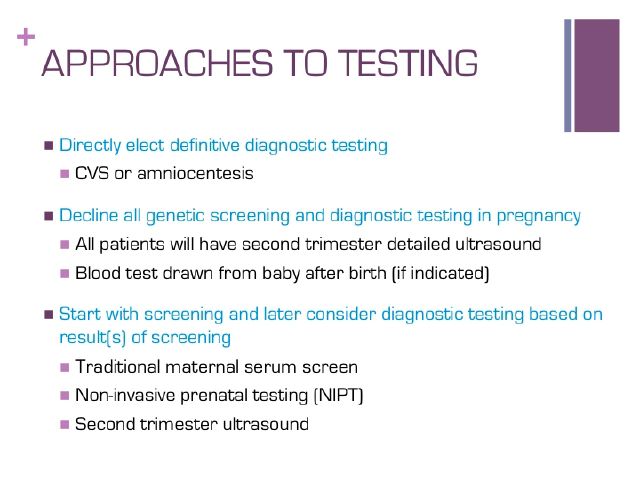 +
APPROACHES TO TESTING
Directly elect definitive diagnostic testing
CVS or amniocentesis
Decline all genetic screening and diagnostic testing in pregnancy
All patients will have second trimester detailed ultrasound
Blood test drawn from baby after birth (if indicated)
Start with screening and later consider diagnostic testing based on
result(s) of screening
Traditional maternal serum screen
Non-invasive prenatal testing (NIPT)
Second trimester ultrasound